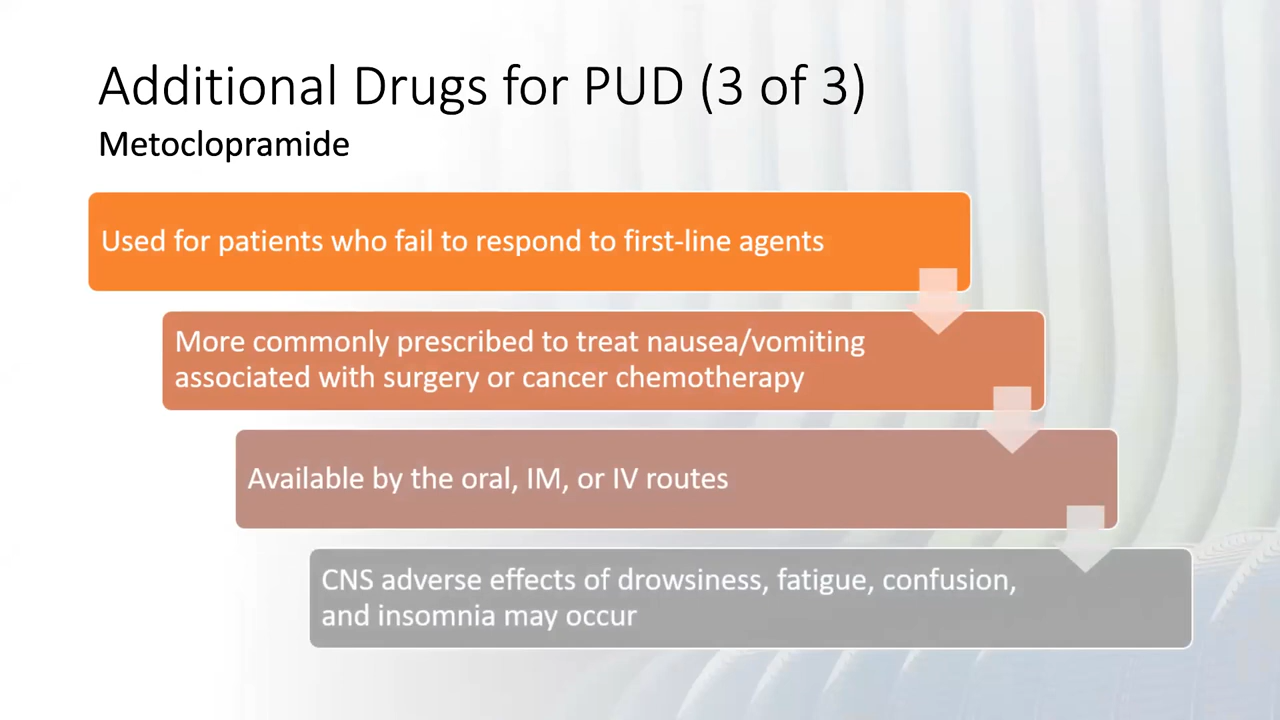 Additional Drugs for PUD (3 of 3)
Metoclopramide
Used for patients who fail to respond to first-line agents
More commonly prescribed to treat nausea/vomiting
associated with surgery or cancer chemotherapy
Available by the oral, IM, or IV routes
CNS adverse effects of drowsiness, fatigue, confusion,
and insomnia may occur